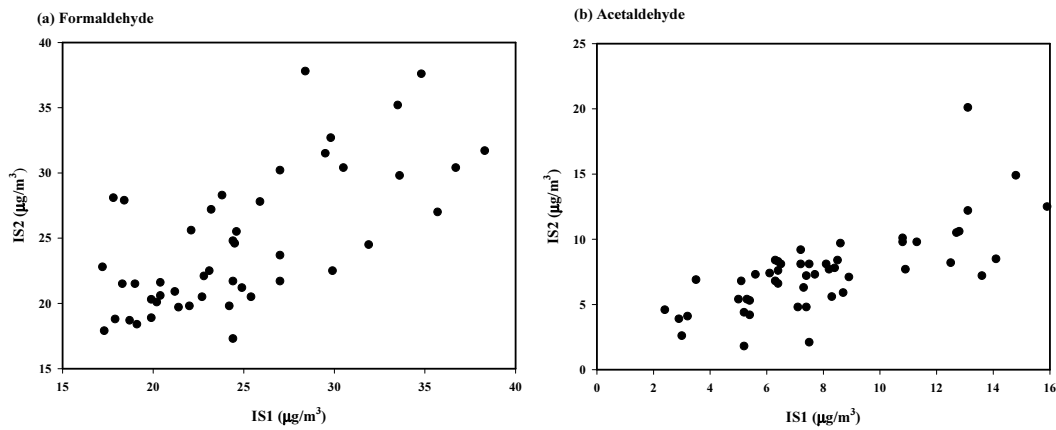 (a) Formaldehyde
40
35
30
25
20
15
IS2 (μg/m³)
15 20 25 30 35 40
IS1 (μg/m³)
(b) Acetaldehyde
25
20
15
10
5
0
IS2 (μg/m³)
0 2 4 6 8 10 12 14 16
IS1 (μg/m³)